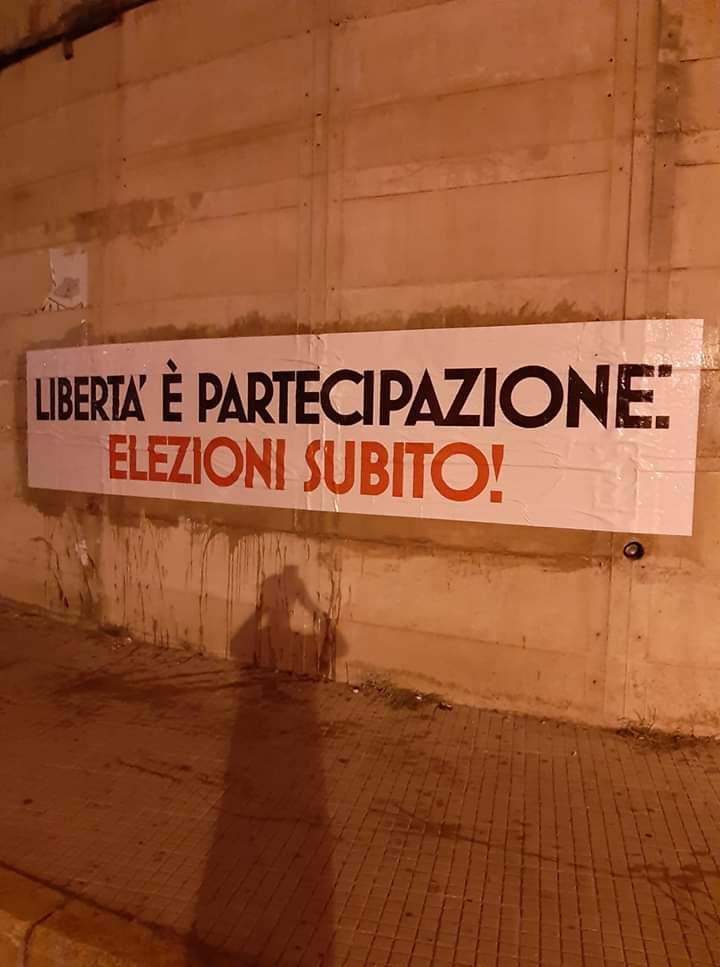 LIBERTA' È PARTECIPAZIONE:
ELEZIONI SUBITO!